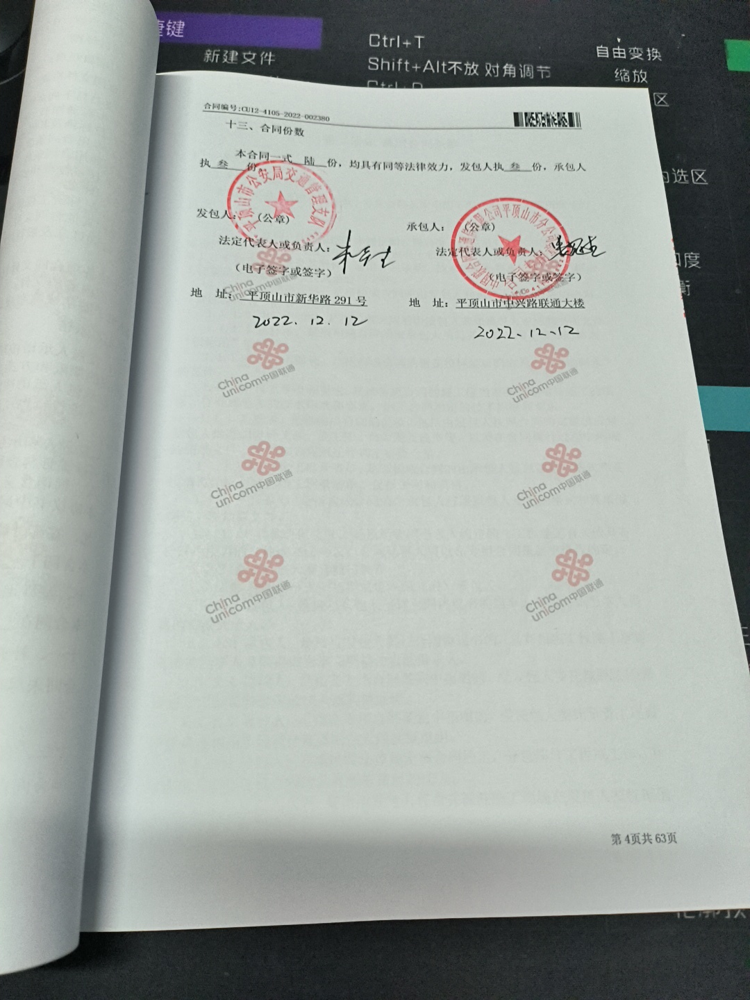 捷键
新建文件
Ctrl+T
Shift+Alt不放 对角调节
自由变换
缩放
区
选区
度
衡
合同编号:CU12-4105-2022-002380
十三、合同份数
本合同一式 陆 份，均具有同等法律效力，发包人执 叁 份，承包人
执 叁 份。
平顶山市公安局交通管理支队
发包人： （公章）
承包人： （公章）
法定代表人或负责人：
法定代表人或负责人：
（电子签字或签字）
（电子签字或签字）
地 址： 平顶山市新华路 291 号
地 址：平顶山市中兴路联通大楼
2022.12.12
2022.12.12
China
unicom中国联通
China
unicom中国联通
China
unicom中国联通
China
unicom中国联通
China
unicom中国联通
China
unicom中国联通
China
unicom中国联通
第 4页共 63页